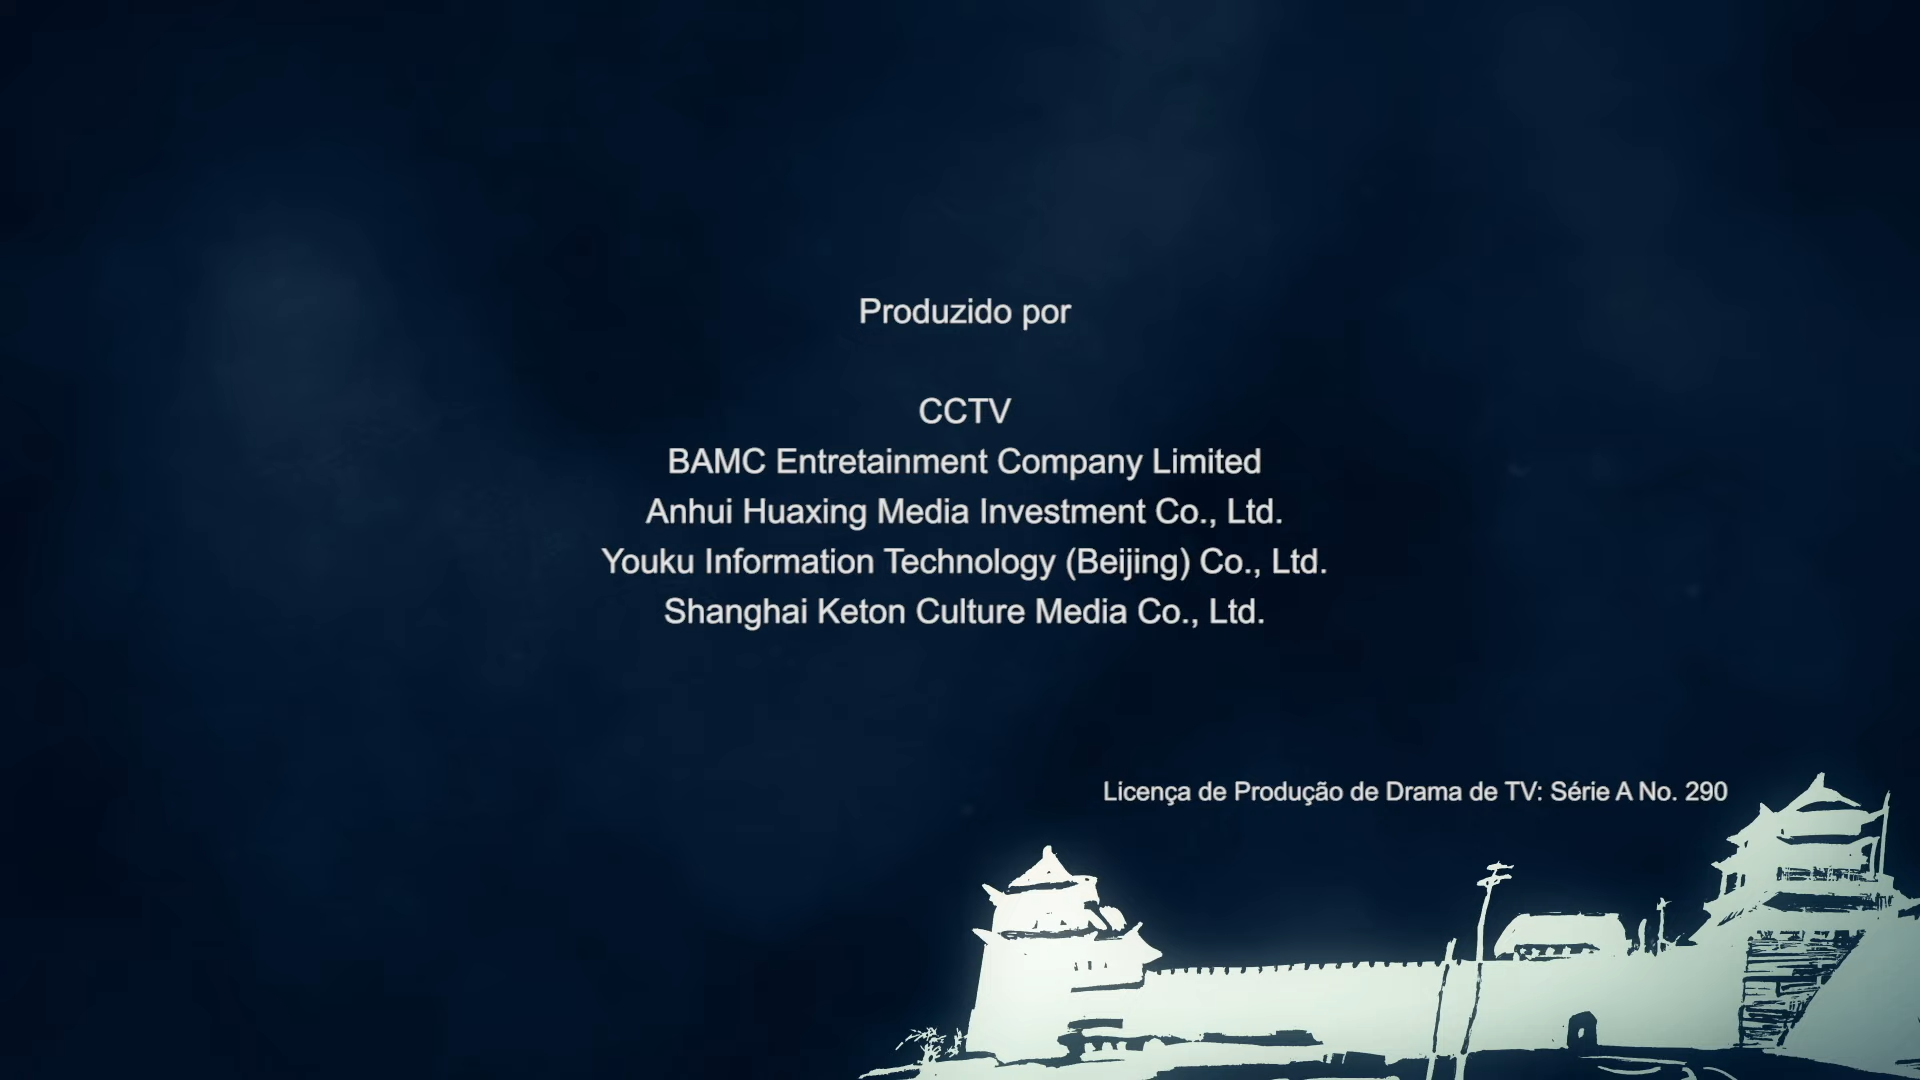 Produzido por
CCTV
BAMC Entretainment Company Limited
Anhui Huaxing Media Investment Co., Ltd.
Youku Information Technology (Beijing) Co., Ltd.
Shanghai Keton Culture Media Co., Ltd.
Licença de Produção de Drama de TV: Série A No. 290